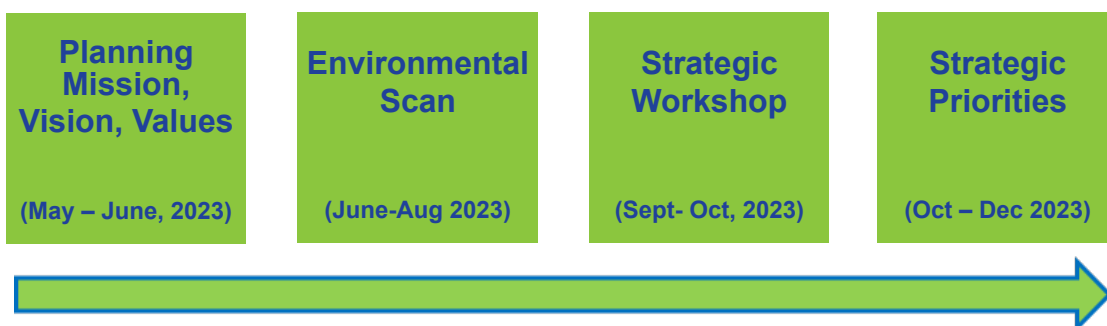 Planning
Mission,
Vision, Values
(May – June, 2023)
Environmental
Scan
(June-Aug 2023)
Strategic
Workshop
(Sept- Oct, 2023)
Strategic
Priorities
(Oct – Dec 2023)